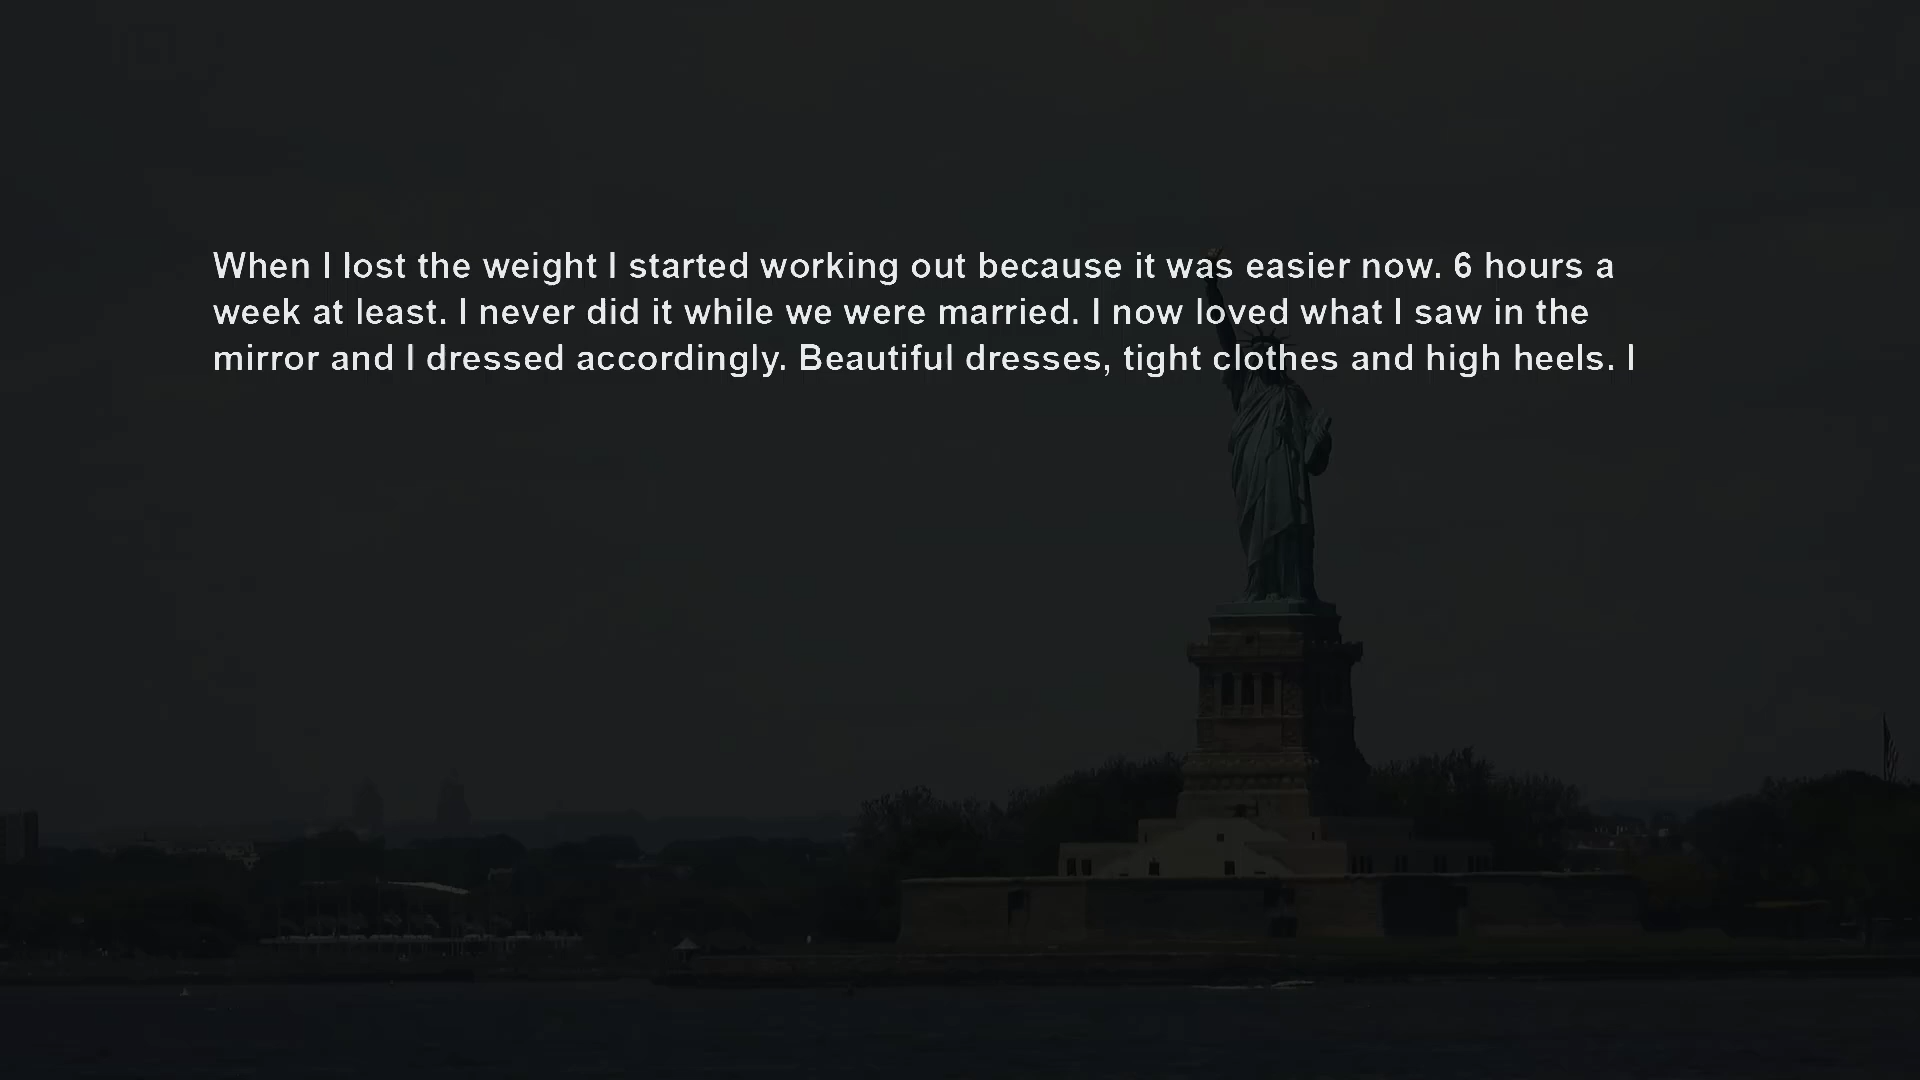 When I lost the weight I started working out because it was easier now. 6 hours a
week at least. I never did it while we were married. I now loved what I saw in the
mirror and I dressed accordingly. Beautiful dresses, tight clothes and high heels. I